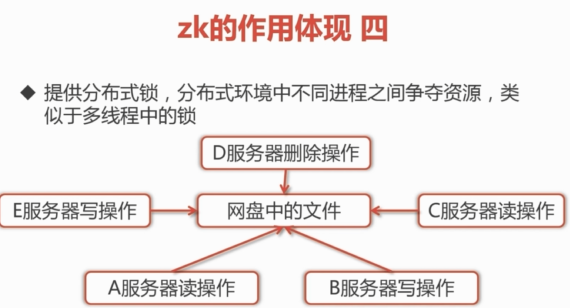 zk的作用体现 四
◆ 提供分布式锁，分布式环境中不同进程之间争夺资源，类
似于多线程中的锁
D服务器删除操作
E服务器写操作
网盘中的文件
C服务器读操作
A服务器读操作
B服务器写操作